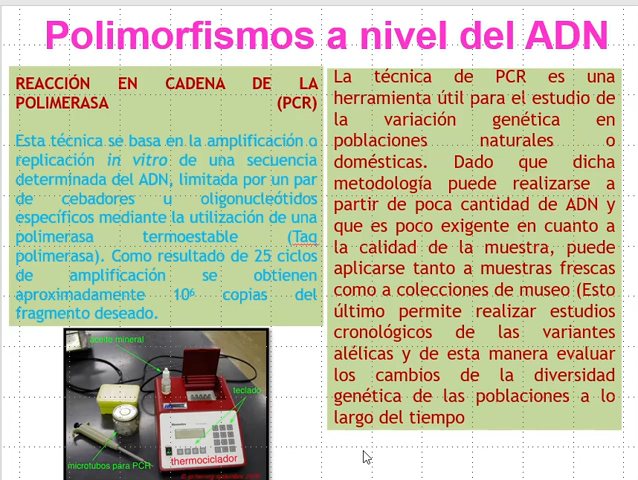 Polimorfismos a nivel del ADN
REACCIÓN EN CADENA DE LA
POLIMERASA (PCR)
Esta técnica se basa en la amplificación o
replicación in vitro de una secuencia
determinada del ADN, limitada por un par
de cebadores u oligonucleótidos
específicos mediante la utilización de una
polimerasa termoestable (Taq
polimerasa). Como resultado de 25 ciclos
de amplificación se obtienen
aproximadamente 10⁶ copias del
fragmento deseado.
La técnica de PCR es una
herramienta útil para el estudio de
la variación genética en
poblaciones naturales o
domésticas. Dado que dicha
metodología puede realizarse a
partir de poca cantidad de ADN y
que es poco exigente en cuanto a
la calidad de la muestra, puede
aplicarse tanto a muestras frescas
como a colecciones de museo (Esto
último permite realizar estudios
cronológicos de las variantes
alélicas y de esta manera evaluar
los cambios de la diversidad
genética de las poblaciones a lo
largo del tiempo
aceite mineral
teclado
microtubos para PCR
thermociclador